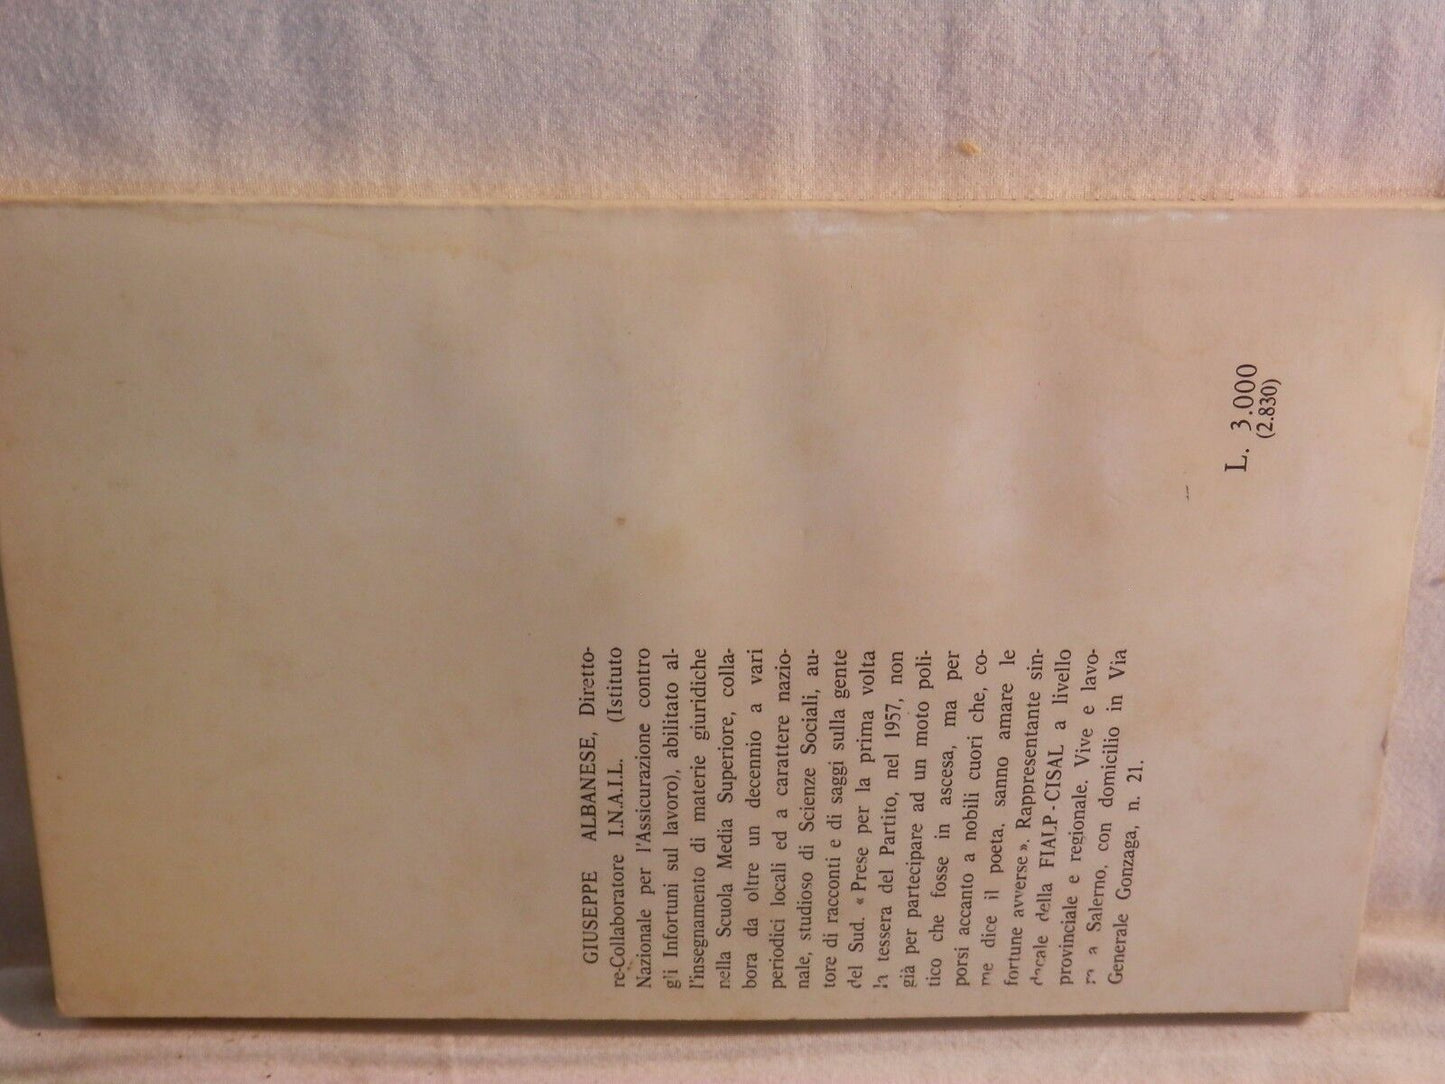 GIUSEPPE ALBANESE, Diretto-
re-Collaboratore I.N.A.I.L. (Istituto
Nazionale per l'Assicurazione contro
gli Infortuni sul lavoro), abilitato al-
l'insegnamento di materie giuridiche
nella Scuola Media Superiore, colla-
bora da oltre un decennio a vari
periodici locali ed a carattere nazio-
nale, studioso di Scienze Sociali, au-
tore di racconti e di saggi sulla gente
del Sud. « Prese per la prima volta
la tessera del Partito, nel 1957, non
già per partecipare ad un moto poli-
tico che fosse in ascesa, ma per
porsi accanto a nobili cuori che, co-
me dice il poeta, sanno amare le
fortune avverse ». Rappresentante sin-
dacale della FIALP - CISAL a livello
provinciale e regionale. Vive e lavo-
ra a Salerno, con domicilio in Via
Generale Gonzaga, n. 21.
L. 3.000
(2.830)